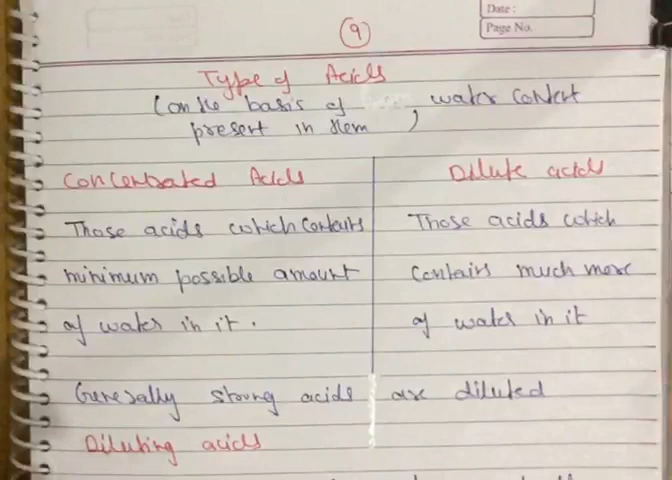 Date :
Page No.
9
Type of Acids
(on the basis of , water content
present in them )
Concentrated Acids
Dilute acids
Those acids which contains
minimum possible amount
of water in it .
Those acids which
contains much more
of water in it
Generally strong acids are diluted
Diluting acids